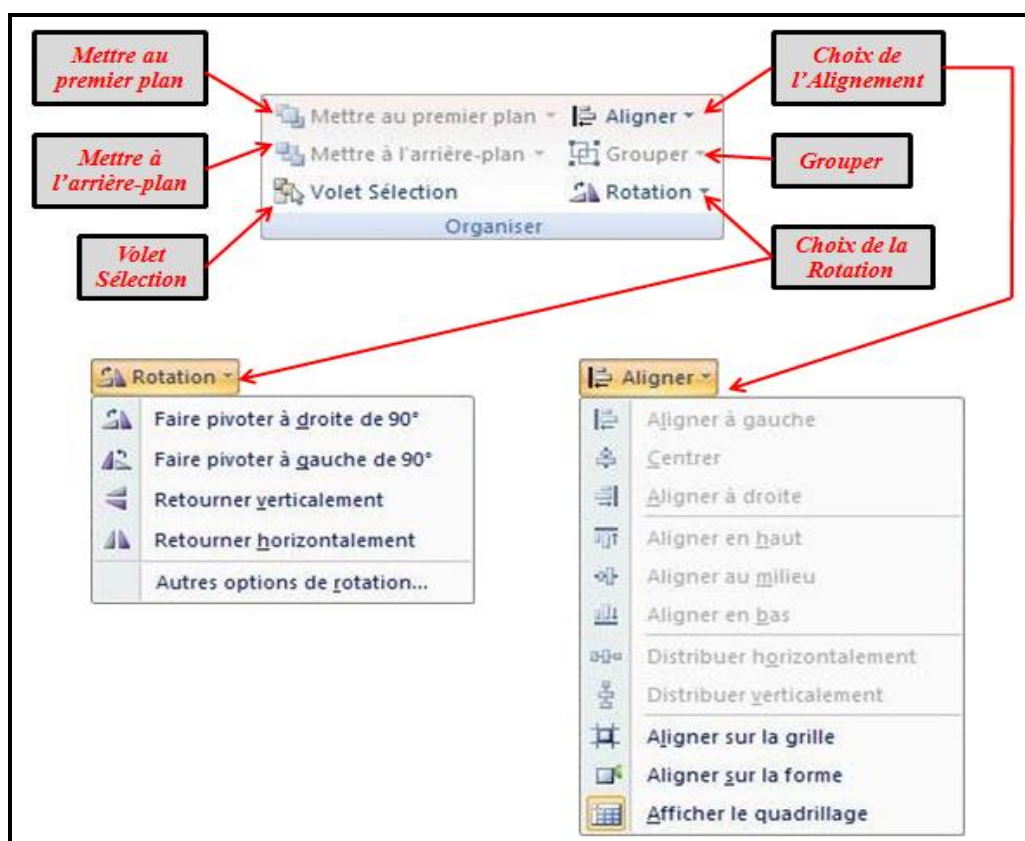 Mettre au
premier plan
Choix de
l'Alignement
Mettre au premier plan
Aligner
Mettre à
l'arrière-plan
Mettre à l'arrière-plan
Grouper
Grouper
Volet Sélection
Rotation
Organiser
Volet
Sélection
Choix de la
Rotation
Rotation
Faire pivoter à droite de 90°
Faire pivoter à gauche de 90°
Retourner verticalement
Retourner horizontalement
Autres options de rotation...
Aligner
Aligner à gauche
Centrer
Aligner à droite
Aligner en haut
Aligner au milieu
Aligner en bas
Distribuer horizontalement
Distribuer verticalement
Aligner sur la grille
Aligner sur la forme
Afficher le quadrillage